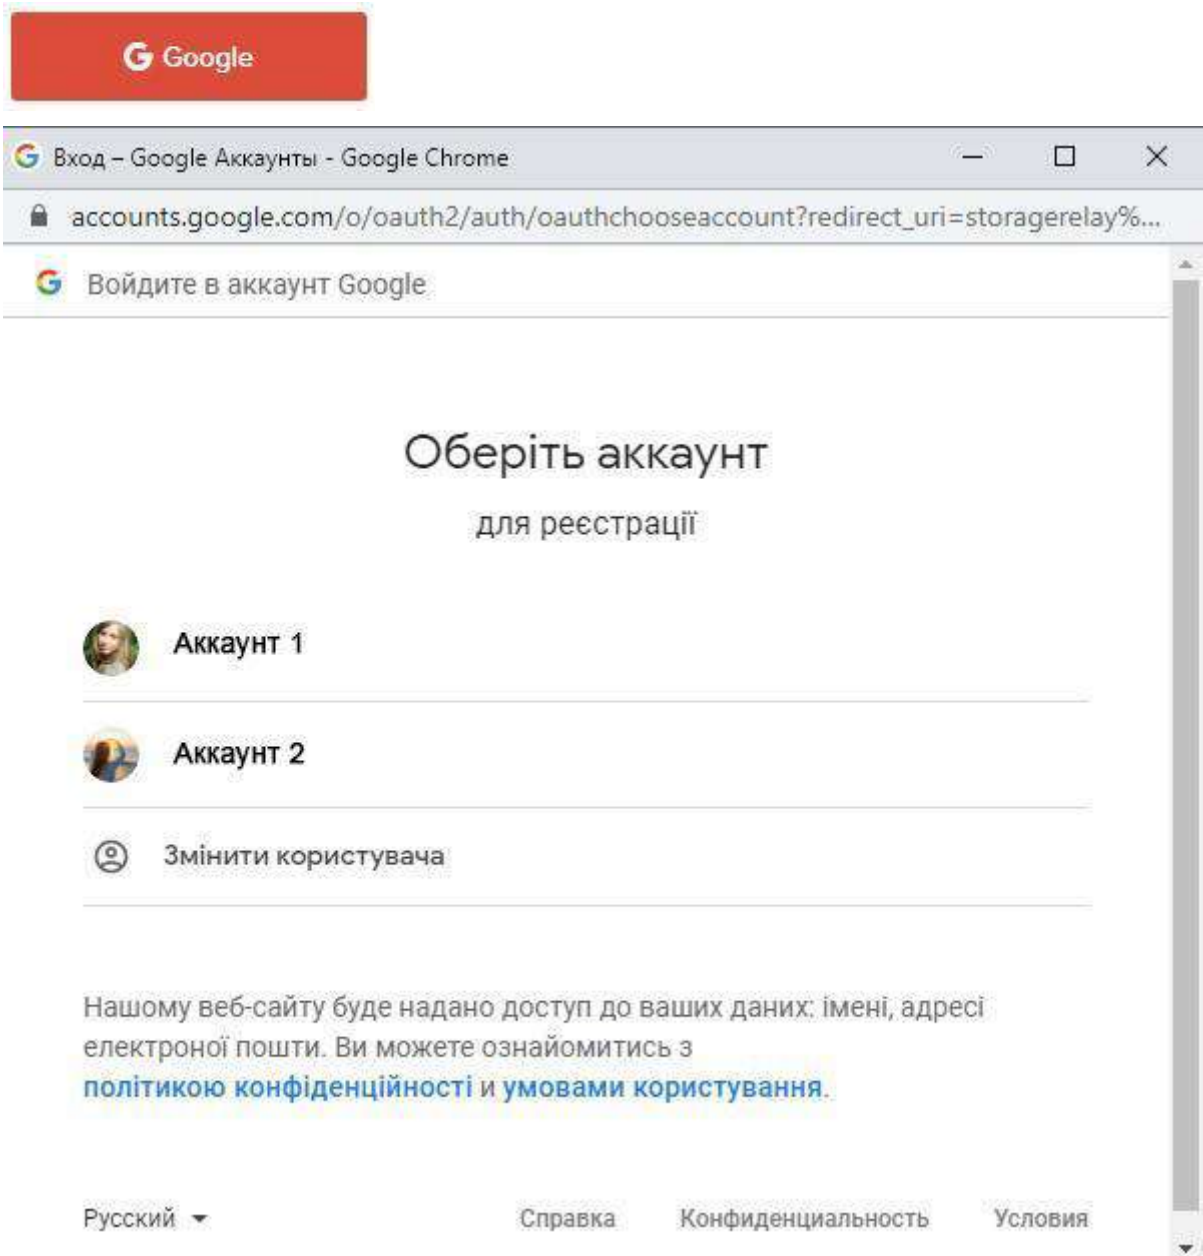 Google
Вход – Google Аккаунты - Google Chrome
accounts.google.com/o/oauth2/auth/oauthchooseaccount?redirect_uri=storagerelay%...
Войдите в аккаунт Google
Оберіть аккаунт
для реєстрації
Аккаунт 1
Аккаунт 2
Змінити користувача
Нашому веб-сайту буде надано доступ до ваших даних: імені, адресі
електроної пошти. Ви можете ознайомитись з
політикою конфіденційності и умовами користування.
Русский Справка Конфиденциальность Условия